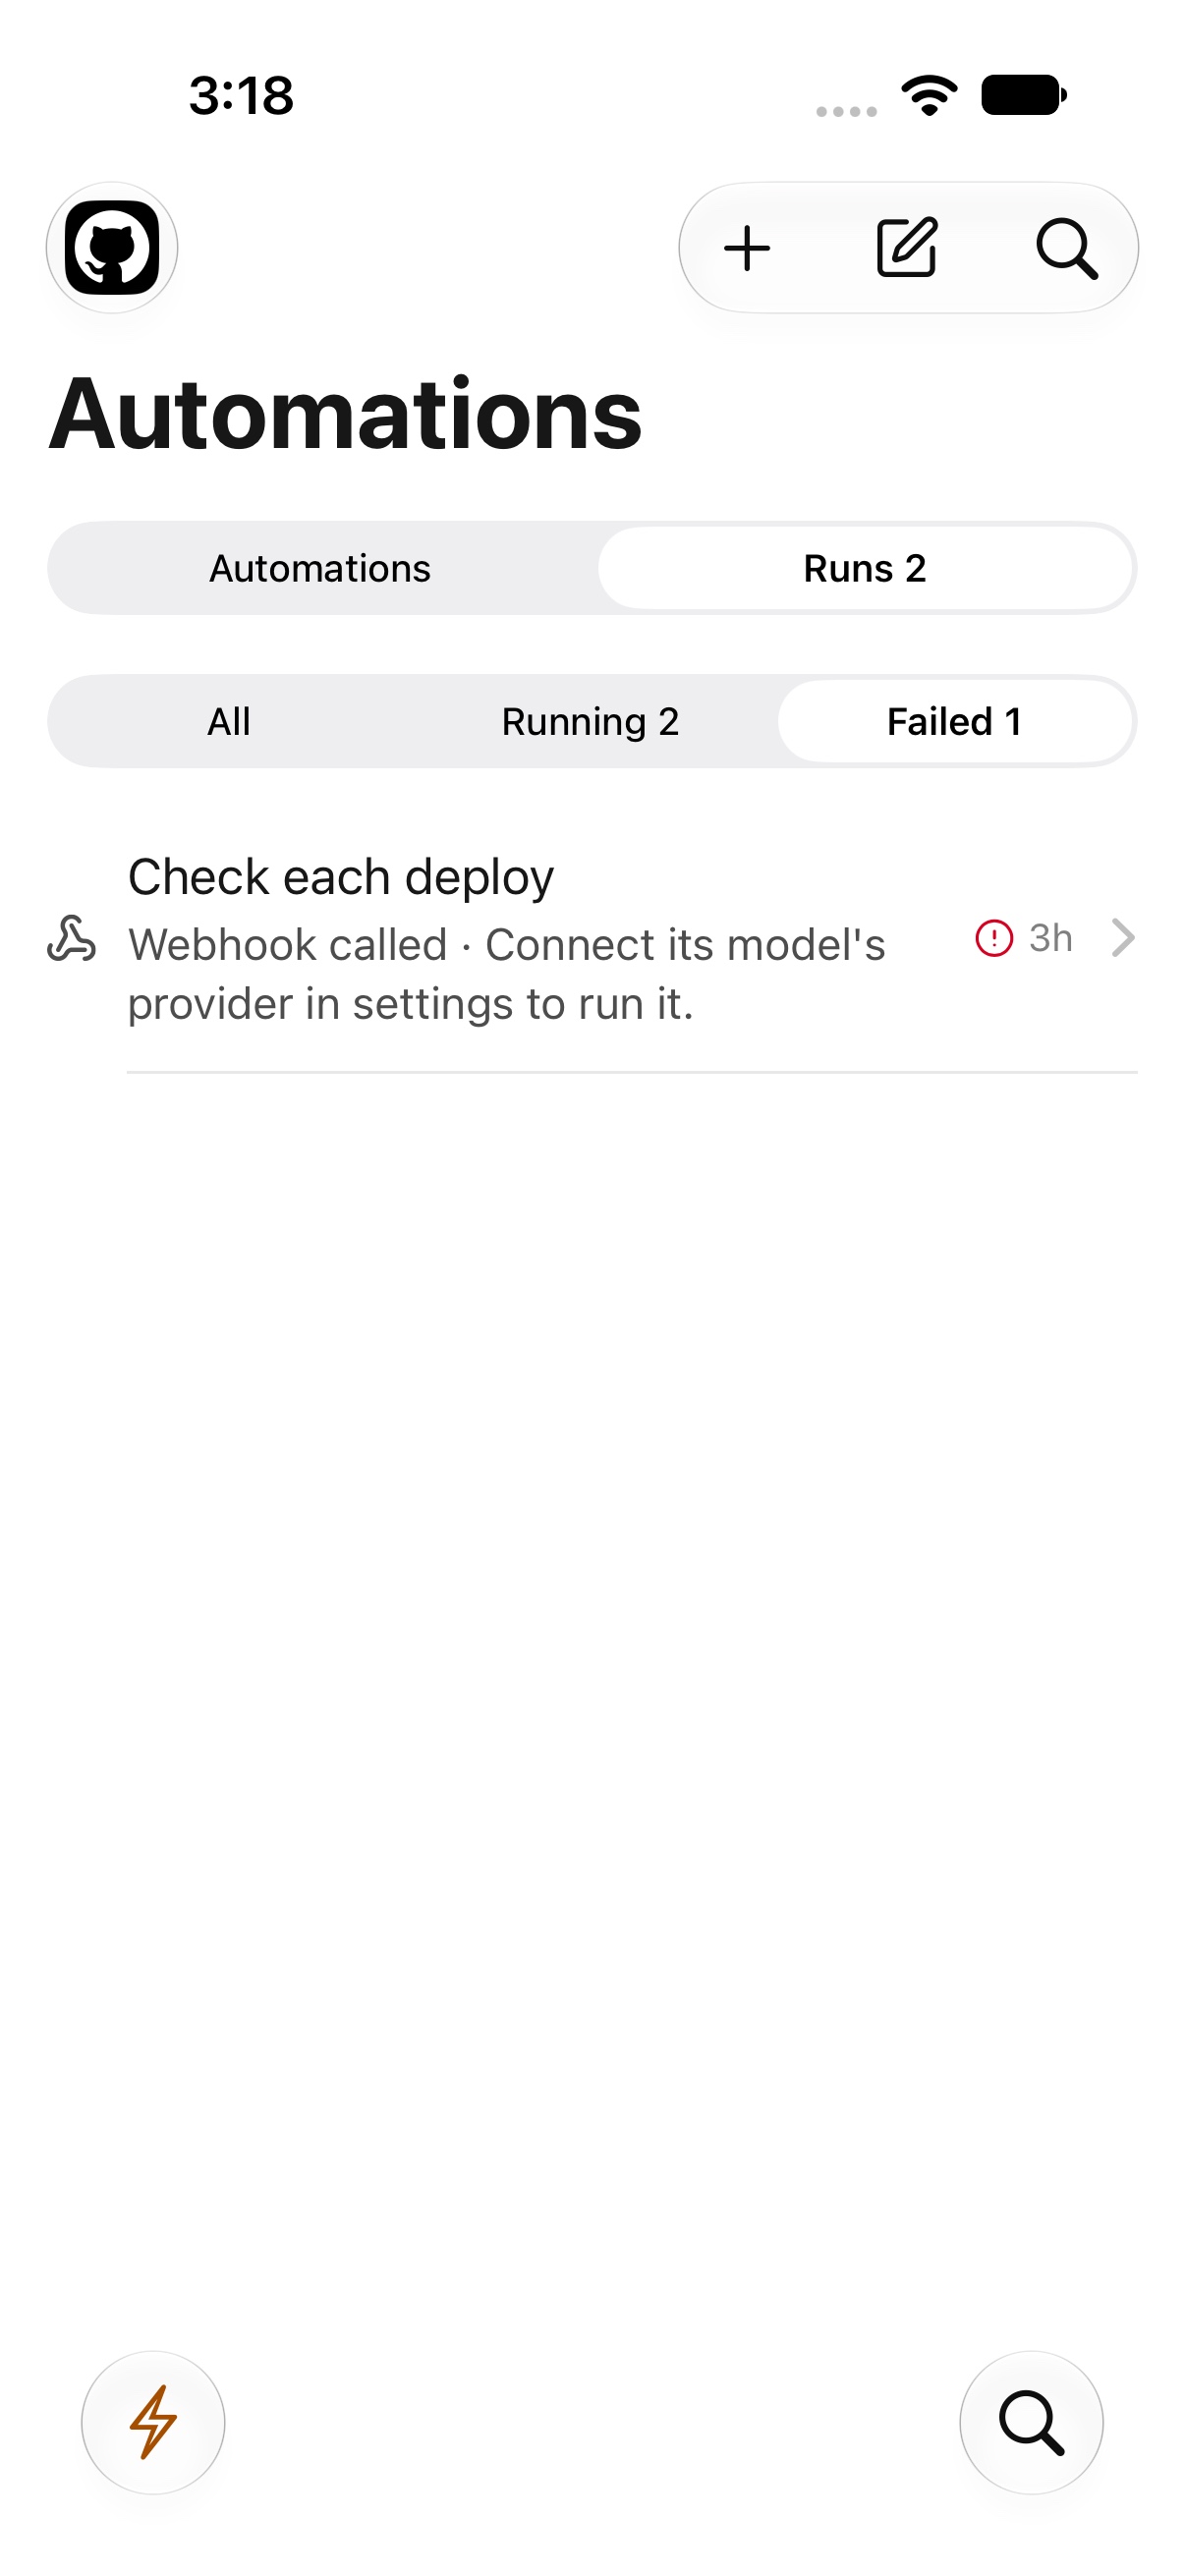 3:18
Automations
Automations
Runs 2
All
Running 2
Failed 1
Check each deploy
Webhook called · Connect its model's
provider in settings to run it.
3h